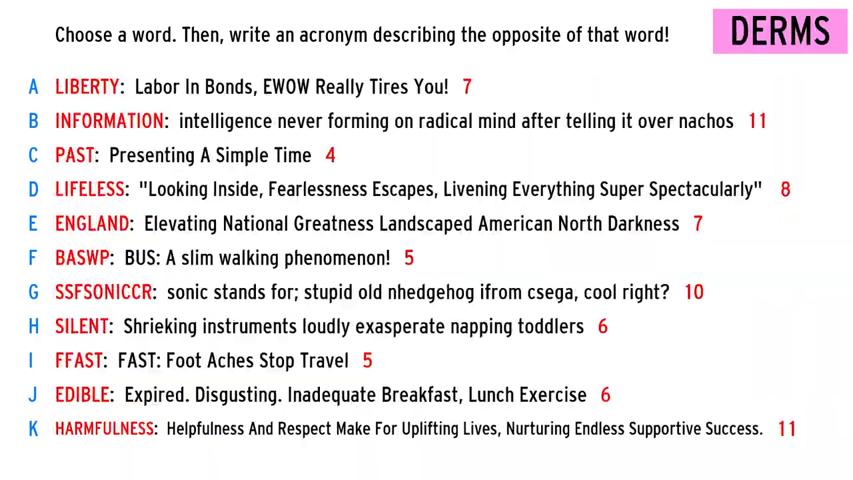 Choose a word. Then, write an acronym describing the opposite of that word!
DERMS
A LIBERTY: Labor In Bonds, EWOW Really Tires You! 7
B INFORMATION: intelligence never forming on radical mind after telling it over nachos 11
C PAST: Presenting A Simple Time 4
D LIFELESS: "Looking Inside, Fearlessness Escapes, Livening Everything Super Spectacularly" 8
E ENGLAND: Elevating National Greatness Landscaped American North Darkness 7
F BASWP: BUS: A slim walking phenomenon! 5
G SSFSONICCR: sonic stands for; stupid old nhedgehog ifrom csega, cool right? 10
H SILENT: Shrieking instruments loudly exasperate napping toddlers 6
I FFAST: FAST: Foot Aches Stop Travel 5
J EDIBLE: Expired. Disgusting. Inadequate Breakfast, Lunch Exercise 6
K HARMFULNESS: Helpfulness And Respect Make For Uplifting Lives, Nurturing Endless Supportive Success. 11